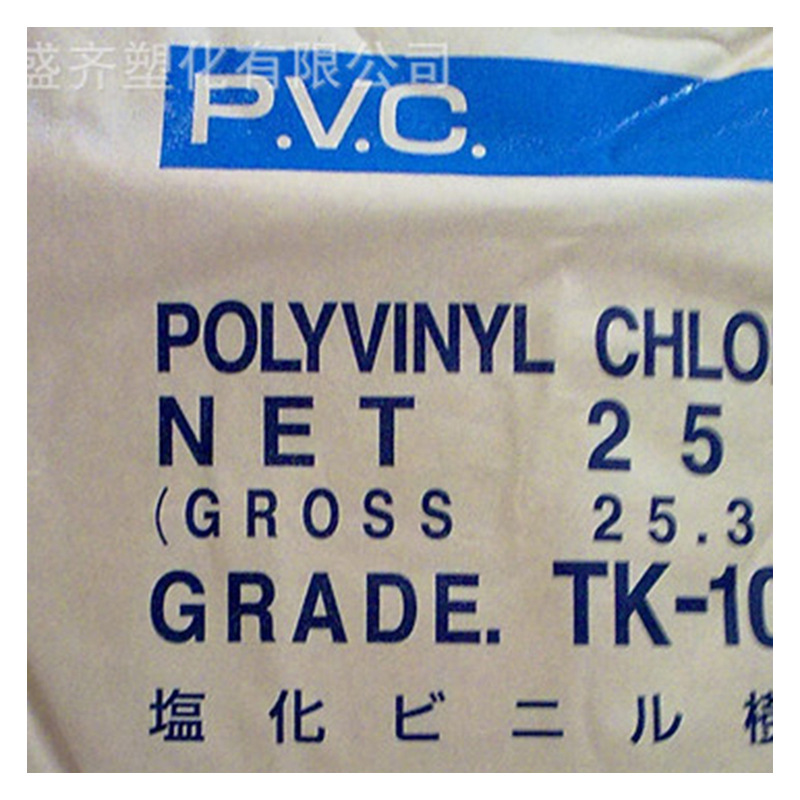 盛齐塑化有限公司
P.V.C.
POLYVINYL CHLO
NET 25
(GROSS 25.3
GRADE. TK-10
塩化ビニル